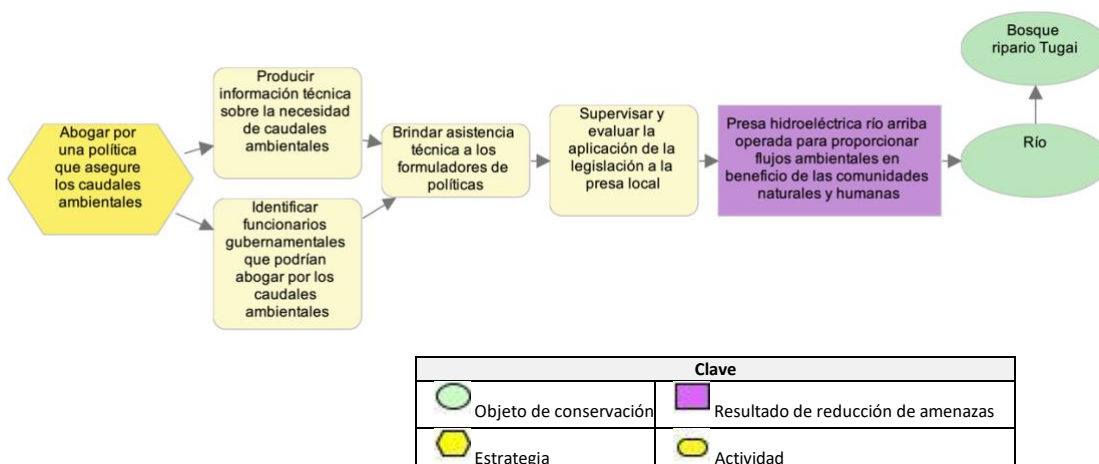 Abogar por
una política
que asegure
los caudales
ambientales
Producir
información técnica
sobre la necesidad
de caudales
ambientales
Identificar
funcionarios
gubernamentales
que podrían
abogar por los
caudales
ambientales
Brindar asistencia
técnica a los
formuladores de
políticas
Supervisar y
evaluar la
aplicación de la
legislación a la
presa local
Presa hidroeléctrica río arriba
operada para proporcionar
flujos ambientales en
beneficio de las comunidades
naturales y humanas
Bosque
ripario Tugai
Río
Clave
Objeto de conservación
Resultado de reducción de amenazas
Estrategia
Actividad